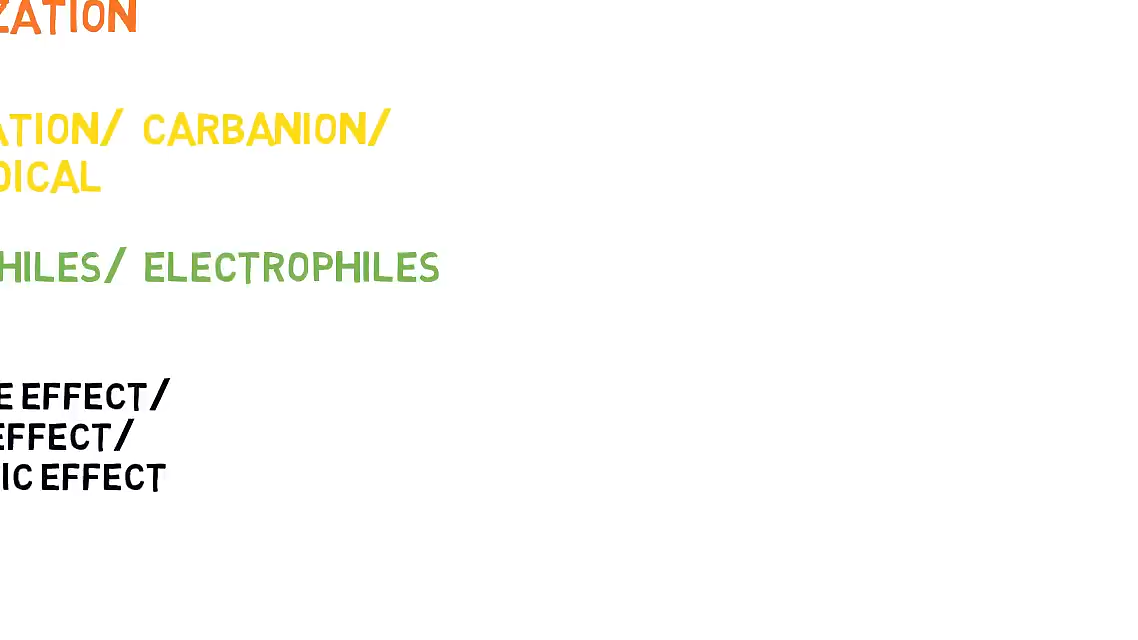 ZATION
ATION/ CARBANION/
DICAL
HILES/ ELECTROPHILES
E EFFECT/
EFFECT/
IC EFFECT